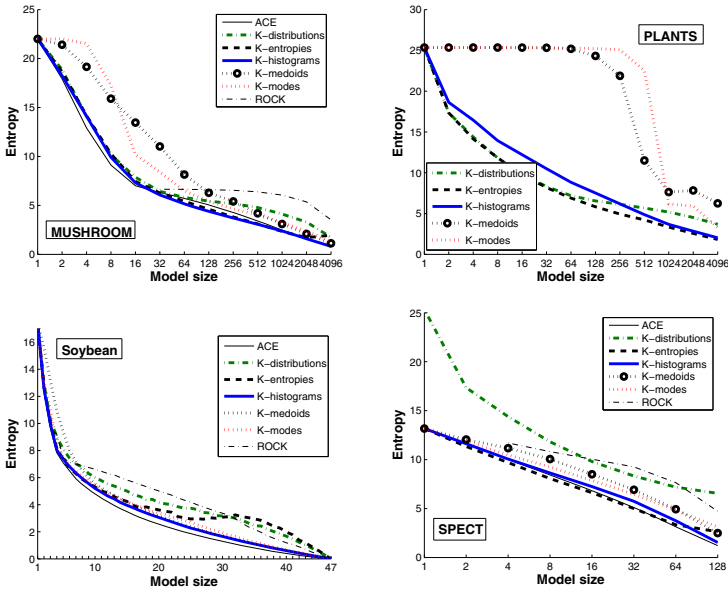 25
20
15
10
5
0
Entropy
ACE
K−distributions
K−entropies
K−histograms
K−medoids
K−modes
ROCK
MUSHROOM
1 2 4 8 16 32 64 128 256 512 1024 2048 4096
Model size
30
25
20
15
10
5
0
Entropy
PLANTS
K−distributions
K−entropies
K−histograms
K−medoids
K−modes
1 2 4 8 16 32 64 128 256 512 1024 2048 4096
Model size
16
14
12
10
8
6
4
2
0
Entropy
Soybean
ACE
K−distributions
K−entropies
K−histograms
K−medoids
K−modes
ROCK
1 10 20 30 40 47
Model size
25
20
15
10
5
0
Entropy
ACE
K−distributions
K−entropies
K−histograms
K−medoids
K−modes
ROCK
SPECT
1 2 4 8 16 32 64 128
Model size